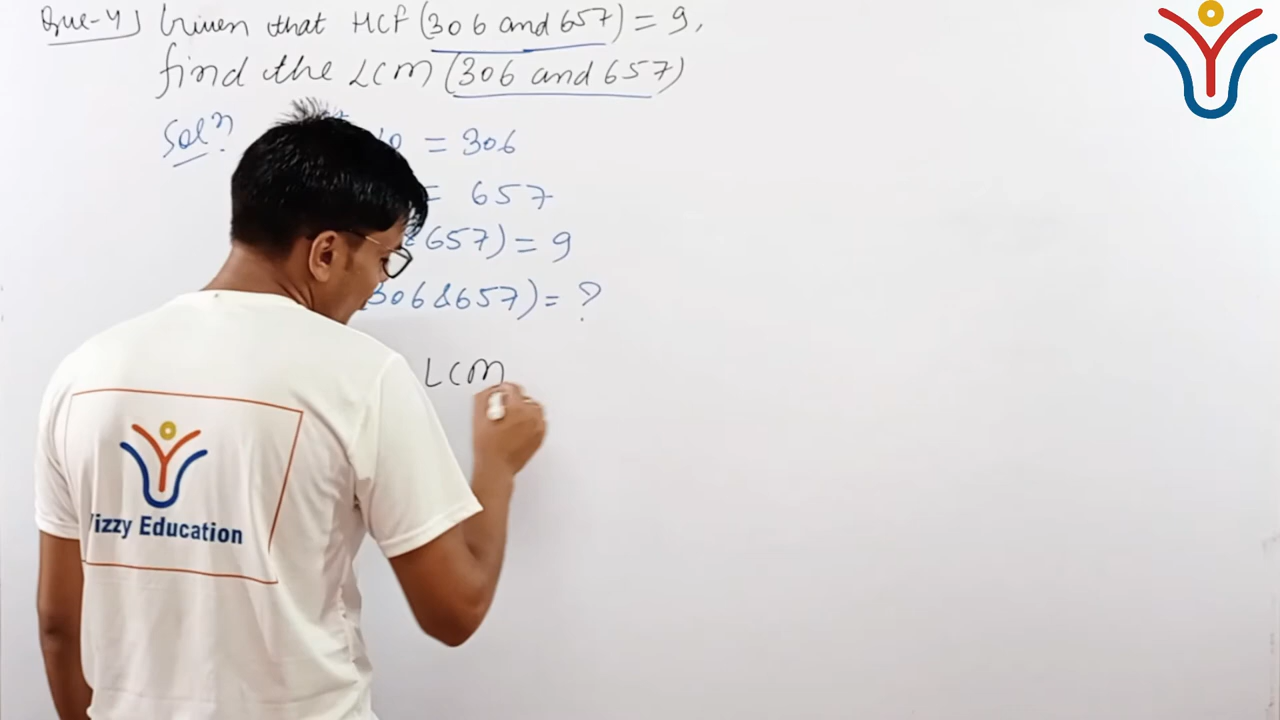 Que-4) Given that HCF (306 and 657) = 9,
find the LCM (306 and 657)
Solⁿ
= 306
= 657
657) = 9
306 & 657) = ?
LCM
izzy Education